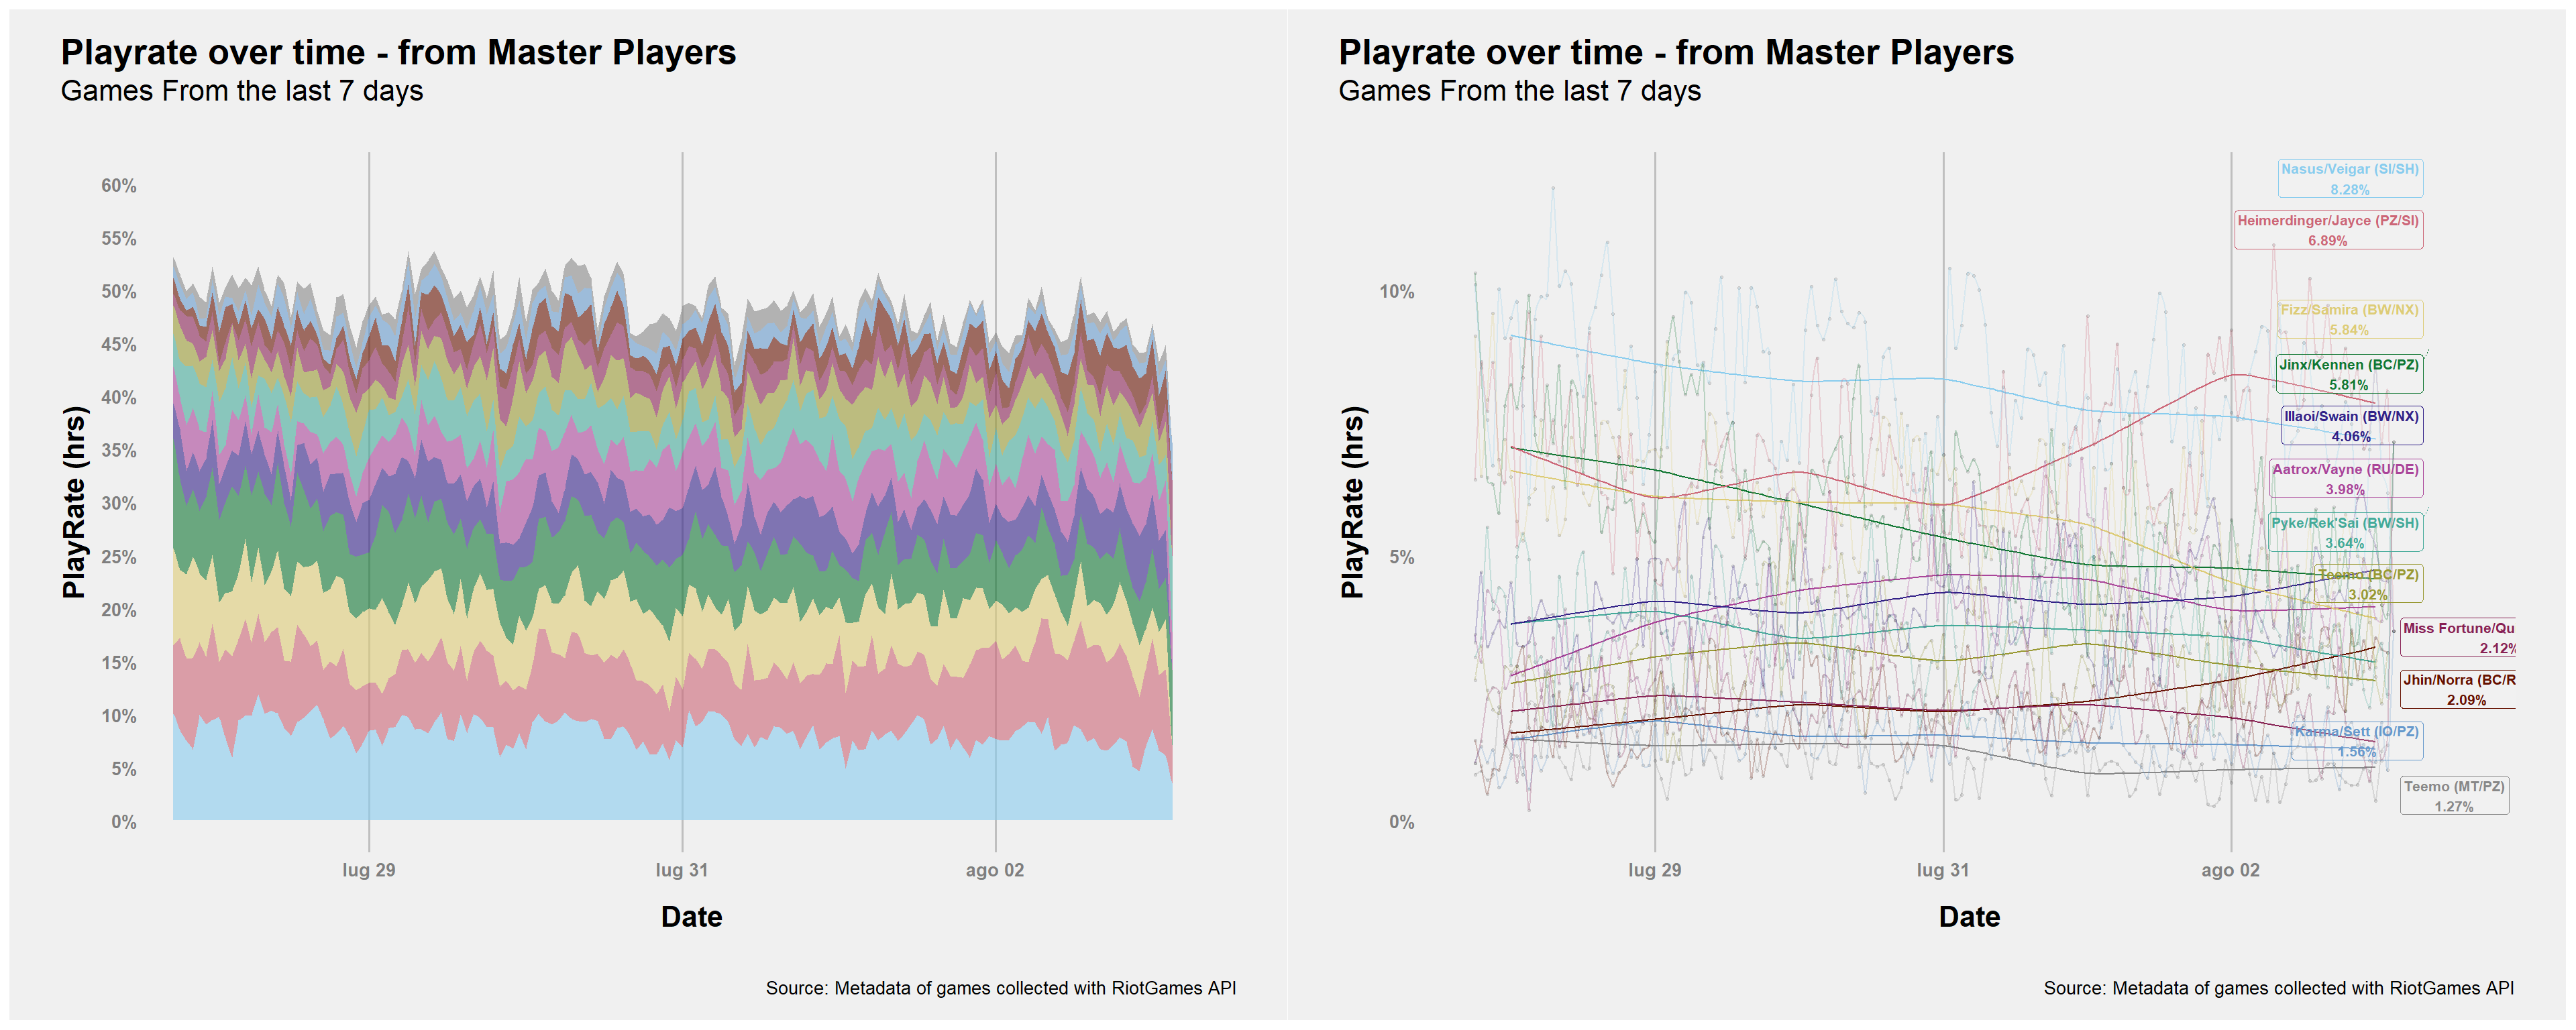 Playrate over time - from Master Players
Games From the last 7 days
PlayRate (hrs)
60%
55%
50%
45%
40%
35%
30%
25%
20%
15%
10%
5%
0%
lug 29
lug 31
ago 02
Date
Source: Metadata of games collected with RiotGames API
Playrate over time - from Master Players
Games From the last 7 days
PlayRate (hrs)
10%
5%
0%
Nasus/Veigar (SI/SH)
8.28%
Heimerdinger/Jayce (PZ/SI)
6.89%
Fizz/Samira (BW/NX)
5.84%
Jinx/Kennen (BC/PZ)
5.81%
Illaoi/Swain (BW/NX)
4.06%
Aatrox/Vayne (RU/DE)
3.98%
Pyke/Rek'Sai (BW/SH)
3.64%
Teemo (BC/PZ)
3.02%
Miss Fortune/Qu
2.12%
Jhin/Norra (BC/R
2.09%
Karma/Sett (IO/PZ)
1.56%
Teemo (MT/PZ)
1.27%
lug 29
lug 31
ago 02
Date
Source: Metadata of games collected with RiotGames API